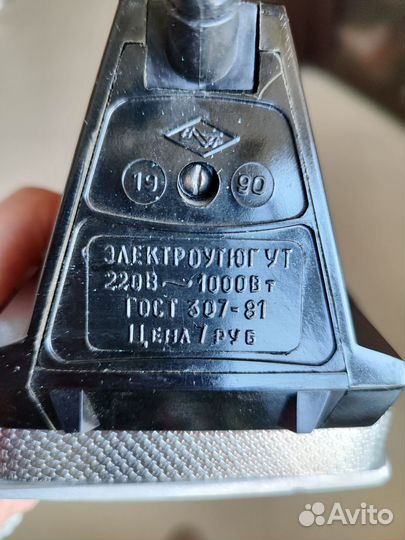 19 90
ЭЛЕКТРОУТЮГ УТ
220В ~ 1000Вт
ГОСТ 307-81
ЦЕНА 7 РУБ
Avito